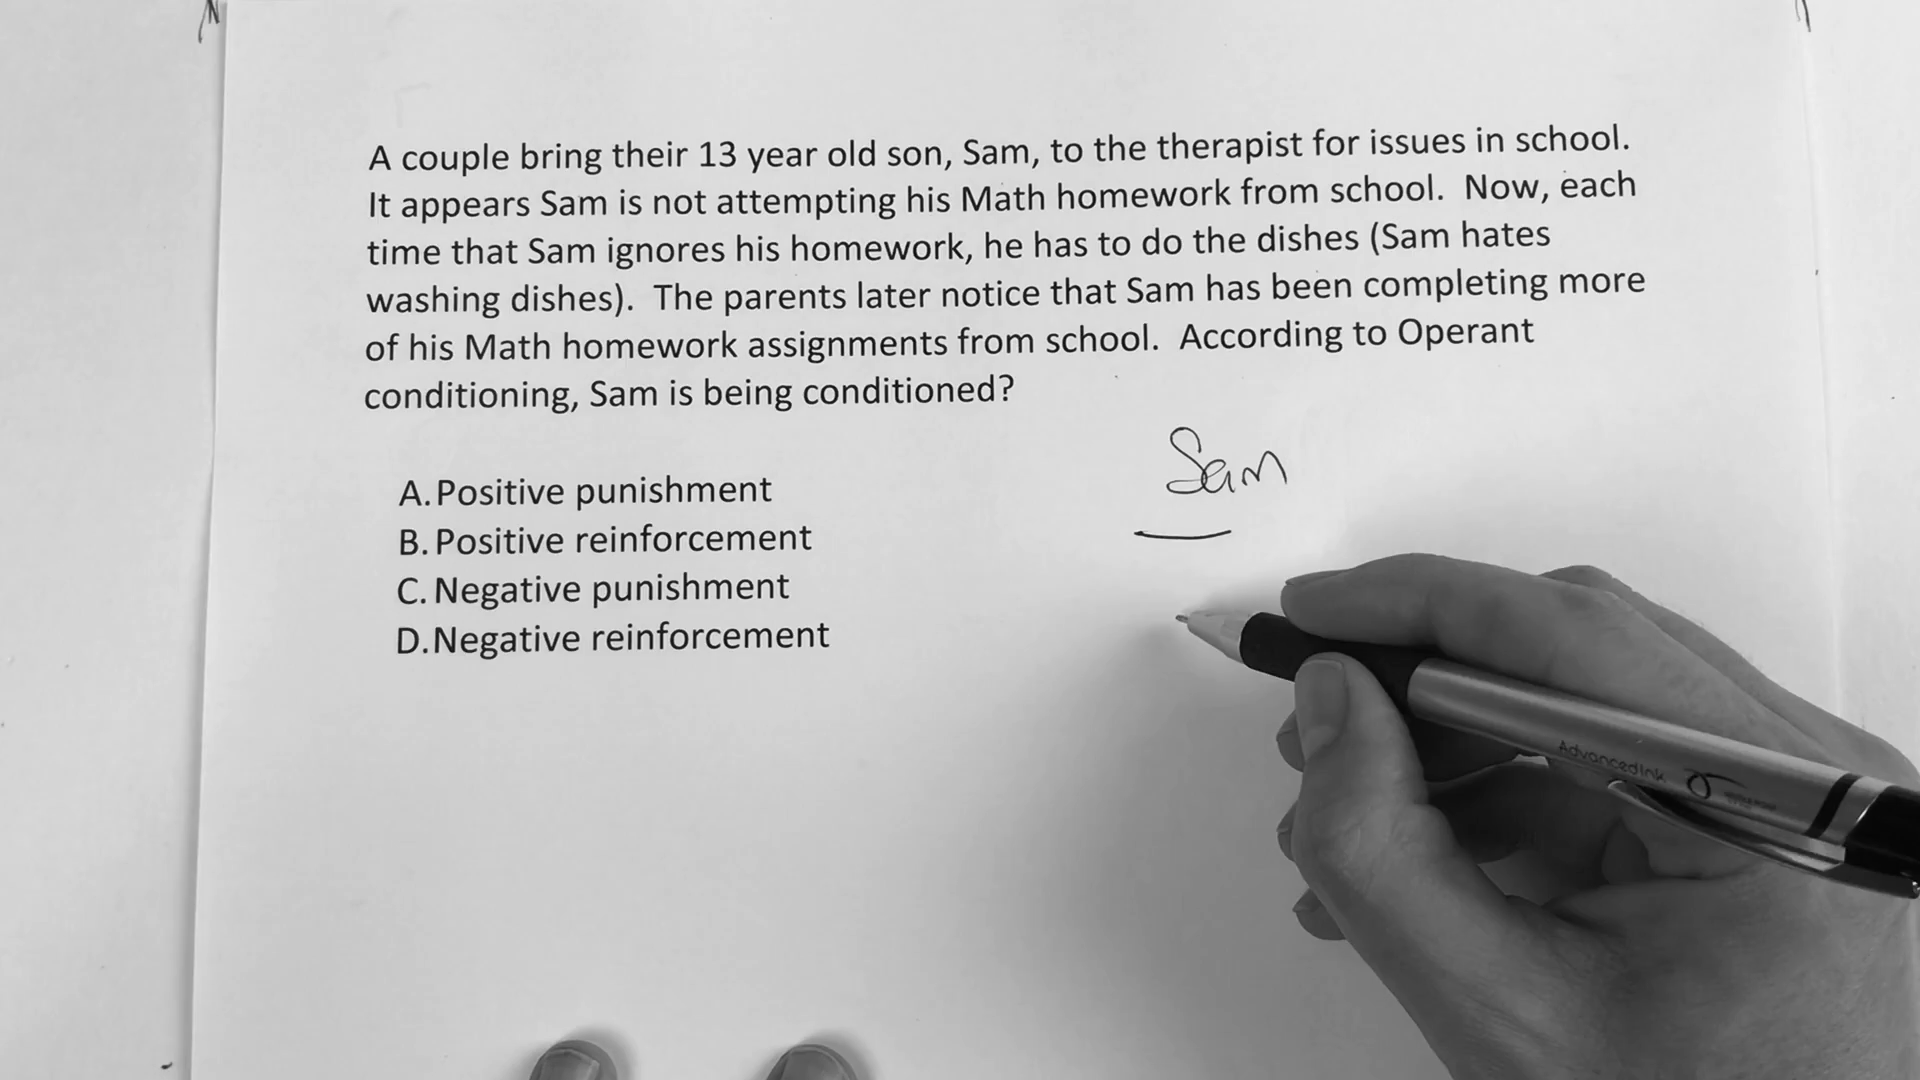 A couple bring their 13 year old son, Sam, to the therapist for issues in school.
It appears Sam is not attempting his Math homework from school. Now, each
time that Sam ignores his homework, he has to do the dishes (Sam hates
washing dishes). The parents later notice that Sam has been completing more
of his Math homework assignments from school. According to Operant
conditioning, Sam is being conditioned?
Sam
A. Positive punishment
B. Positive reinforcement
C. Negative punishment
D. Negative reinforcement
AdvancedInk